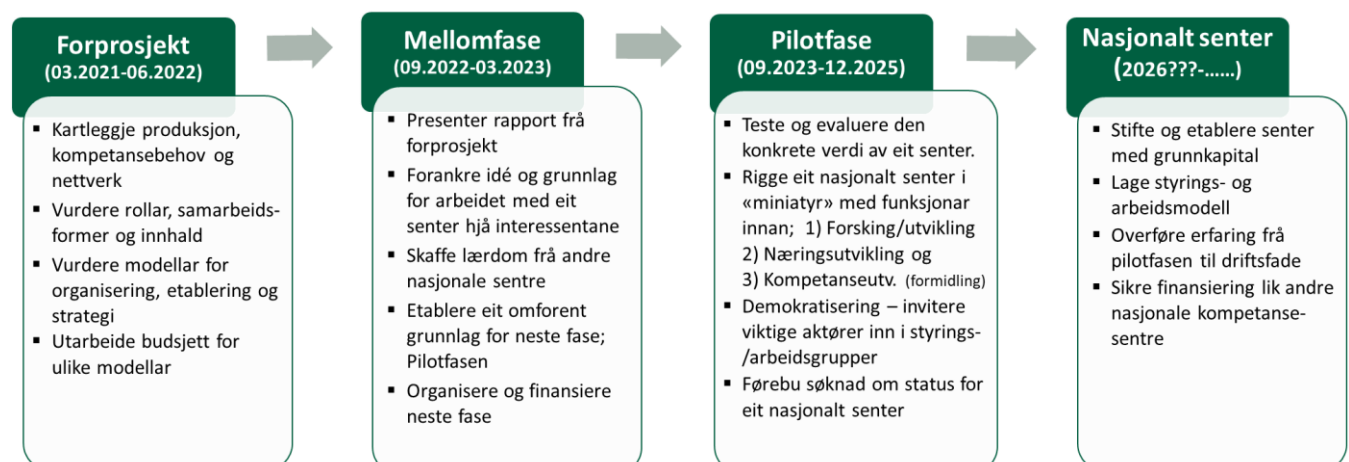 Forprosjekt
(03.2021-06.2022)
▪ Kartleggje produksjon,
kompetansebehov og
nettverk
▪ Vurdere rollar, samarbeids-
former og innhald
▪ Vurdere modellar for
organisering, etablering og
strategi
▪ Utarbeide budsjett for
ulike modellar
Mellomfase
(09.2022-03.2023)
▪ Presenter rapport frå
forprosjekt
▪ Forankre idé og grunnlag
for arbeidet med eit
senter hjå interessentane
▪ Skaffe lærdom frå andre
nasjonale sentre
▪ Etablere eit omforent
grunnlag for neste fase;
Pilotfasen
▪ Organisere og finansiere
neste fase
Pilotfase
(09.2023-12.2025)
▪ Teste og evaluere den
konkrete verdi av eit senter.
▪ Rigge eit nasjonalt senter i
«miniatyr» med funksjonar
innan; 1) Forsking/utvikling
2) Næringsutvikling og
3) Kompetanseutv. (formidling)
▪ Demokratisering – invitere
viktige aktører inn i styrings-
/arbeidsgrupper
▪ Førebu søknad om status for
eit nasjonalt senter
Nasjonalt senter
(2026???-......)
▪ Stifte og etablere senter
med grunnkapital
▪ Lage styrings- og
arbeidsmodell
▪ Overføre erfaring frå
pilotfasen til driftsfade
▪ Sikre finansiering lik andre
nasjonale kompetanse-
sentre